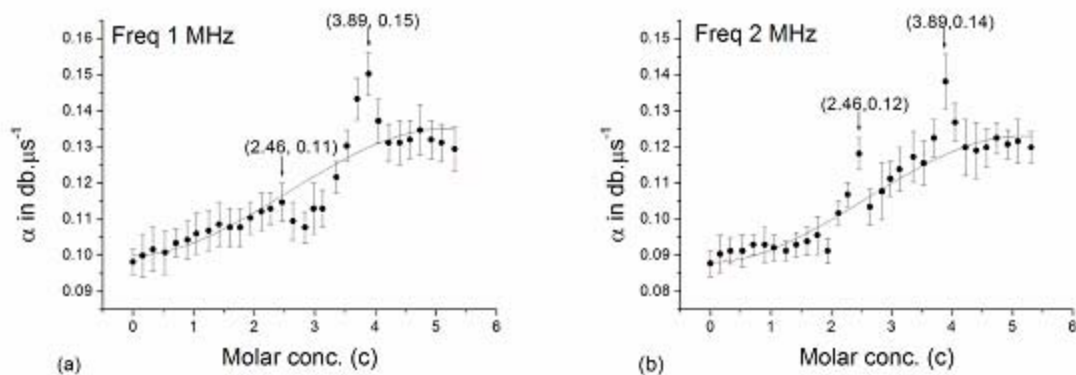 Freq 1 MHz
(3.89, 0.15)
(2.46, 0.11)
0.16
0.15
0.14
0.13
0.12
0.11
0.10
0.09
α in db.μs⁻¹
0 1 2 3 4 5 6
Molar conc. (c)
(a)
Freq 2 MHz
(3.89,0.14)
(2.46,0.12)
0.15
0.14
0.13
0.12
0.11
0.10
0.09
0.08
α in db.μs⁻¹
0 1 2 3 4 5 6
Molar conc. (c)
(b)